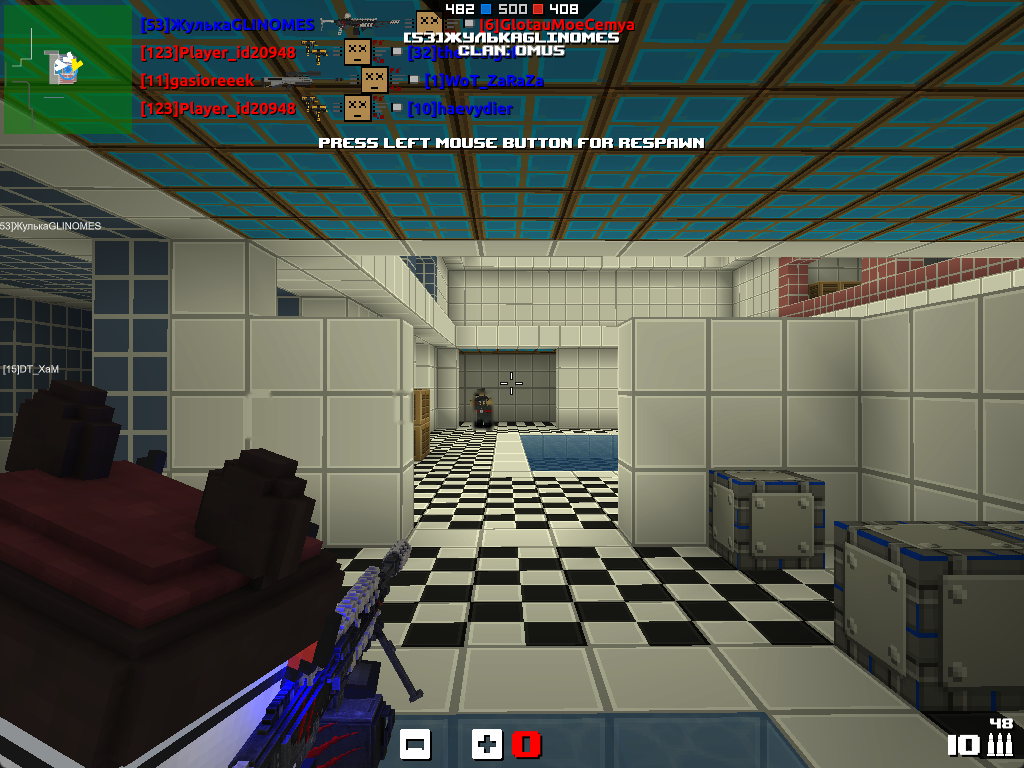 482 500 408
[53]ЖулькаGLINOMES [6]GlotauMoeCemya
[53]ЖУЛЬКАGLINOMES
CLAN: OMUS
[123]Player_id20948
[11]gasioreeek [1]WoT_ZaRaZa
[123]Player_id20948 [10]haevydier
PRESS LEFT MOUSE BUTTON FOR RESPAWN
53]ЖулькаGLINOMES
[15]DT_XaM
0
48
10